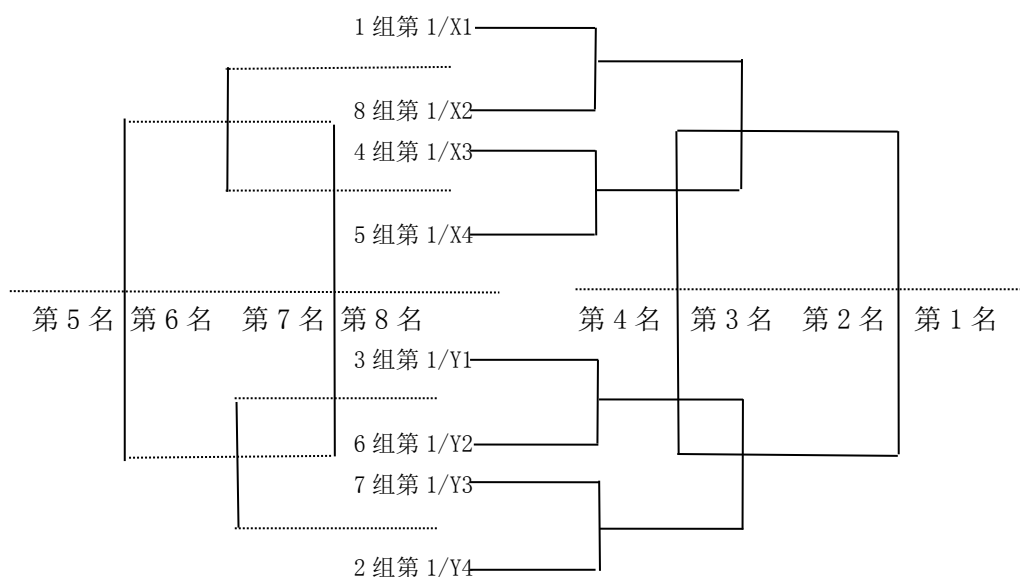 1 组第 1/X1
8 组第 1/X2
4 组第 1/X3
5 组第 1/X4
第 5 名 第 6 名 第 7 名 第 8 名 第 4 名 第 3 名 第 2 名 第 1 名
3 组第 1/Y1
6 组第 1/Y2
7 组第 1/Y3
2 组第 1/Y4